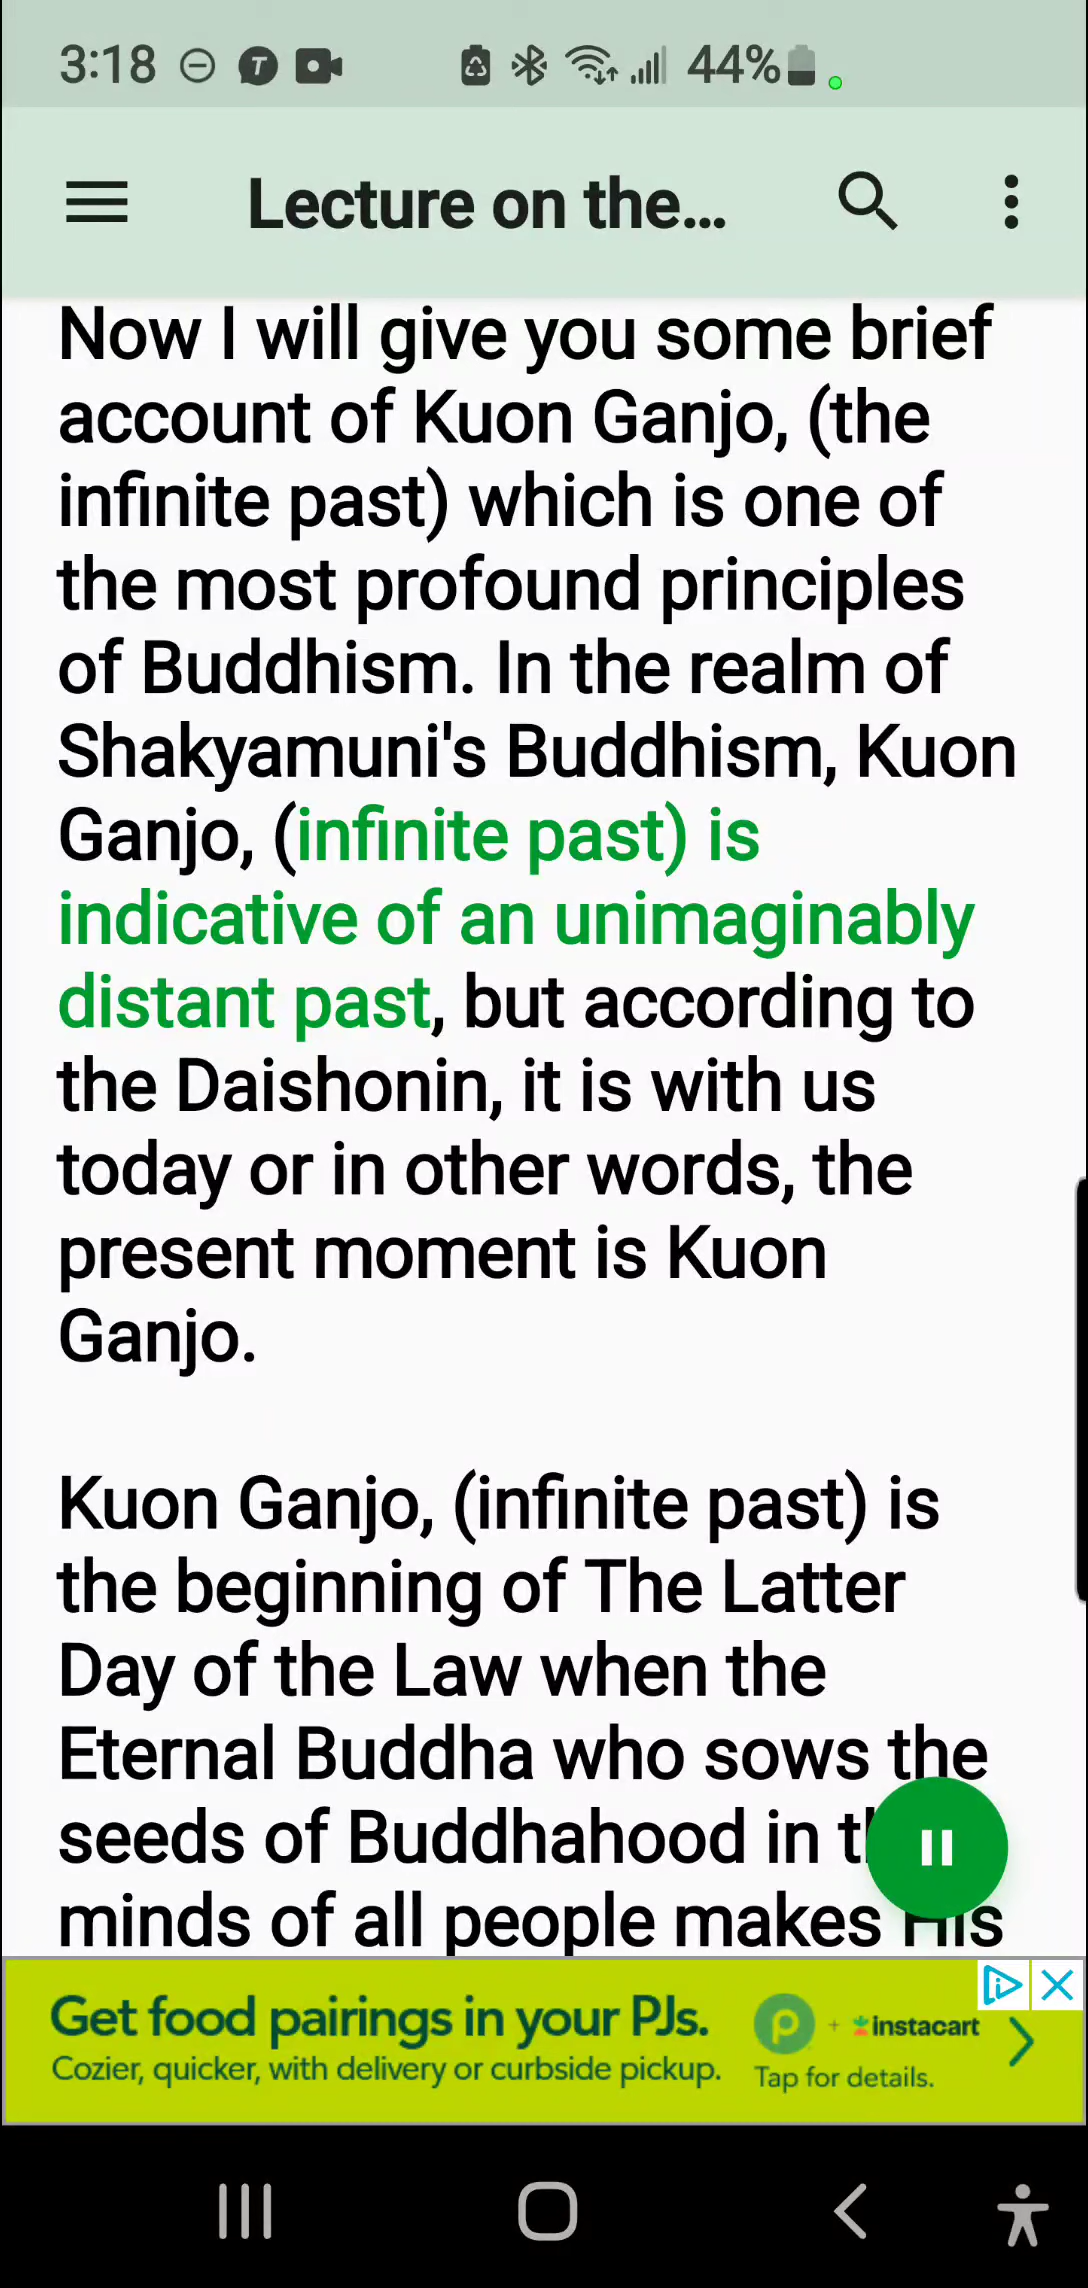 3:18
44%
Lecture on the...
Now I will give you some brief
account of Kuon Ganjo, (the
infinite past) which is one of
the most profound principles
of Buddhism. In the realm of
Shakyamuni's Buddhism, Kuon
Ganjo, (infinite past) is
indicative of an unimaginably
distant past, but according to
the Daishonin, it is with us
today or in other words, the
present moment is Kuon
Ganjo.
Kuon Ganjo, (infinite past) is
the beginning of The Latter
Day of the Law when the
Eternal Buddha who sows the
seeds of Buddhahood in
minds of all people makes His
Get food pairings in your PJs.
Cozier, quicker, with delivery or curbside pickup.
P + instacart
Tap for details.